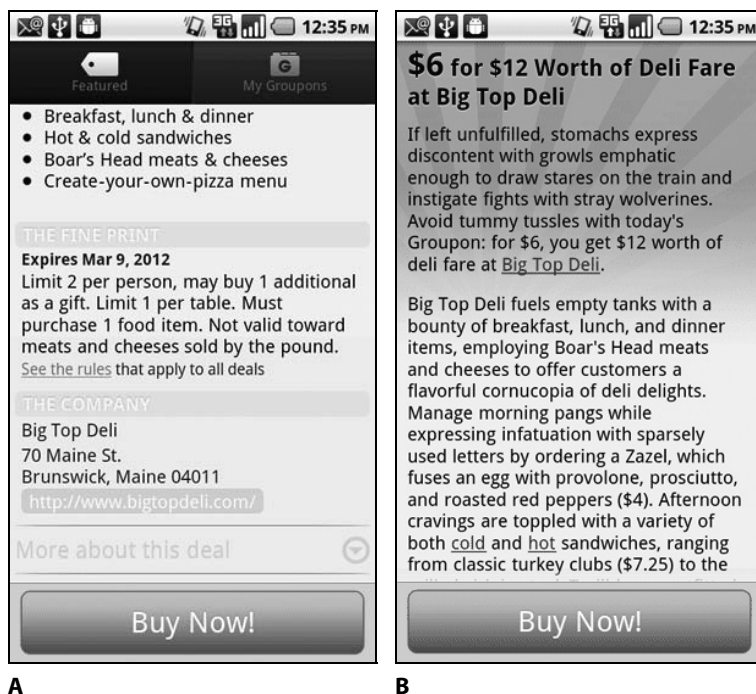 12:35 PM
Featured
My Groupons
• Breakfast, lunch & dinner
• Hot & cold sandwiches
• Boar's Head meats & cheeses
• Create-your-own-pizza menu
THE FINE PRINT
Expires Mar 9, 2012
Limit 2 per person, may buy 1 additional
as a gift. Limit 1 per table. Must
purchase 1 food item. Not valid toward
meats and cheeses sold by the pound.
See the rules that apply to all deals
THE COMPANY
Big Top Deli
70 Maine St.
Brunswick, Maine 04011
http://www.bigtopdeli.com/
More about this deal
Buy Now!
A
12:35 PM
$6 for $12 Worth of Deli Fare
at Big Top Deli
If left unfulfilled, stomachs express
discontent with growls emphatic
enough to draw stares on the train and
instigate fights with stray wolverines.
Avoid tummy tussles with today's
Groupon: for $6, you get $12 worth of
deli fare at Big Top Deli.
Big Top Deli fuels empty tanks with a
bounty of breakfast, lunch, and dinner
items, employing Boar's Head meats
and cheeses to offer customers a
flavorful cornucopia of deli delights.
Manage morning pangs while
expressing infatuation with sparsely
used letters by ordering a Zazel, which
fuses an egg with provolone, prosciutto,
and roasted red peppers ($4). Afternoon
cravings are toppled with a variety of
both cold and hot sandwiches, ranging
from classic turkey clubs ($7.25) to the
Buy Now!
B